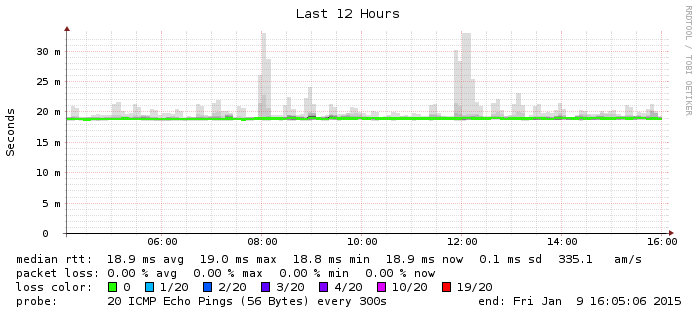 Last 12 Hours
RRDTOOL / TOBI OETIKER
Seconds
30 m
25 m
20 m
15 m
10 m
5 m
0
06:00 08:00 10:00 12:00 14:00 16:00
median rtt: 18.9 ms avg 19.0 ms max 18.8 ms min 18.9 ms now 0.1 ms sd 335.1 am/s
packet loss: 0.00 % avg 0.00 % max 0.00 % min 0.00 % now
loss color: 0 1/20 2/20 3/20 4/20 10/20 19/20
probe: 20 ICMP Echo Pings (56 Bytes) every 300s end: Fri Jan 9 16:05:06 2015